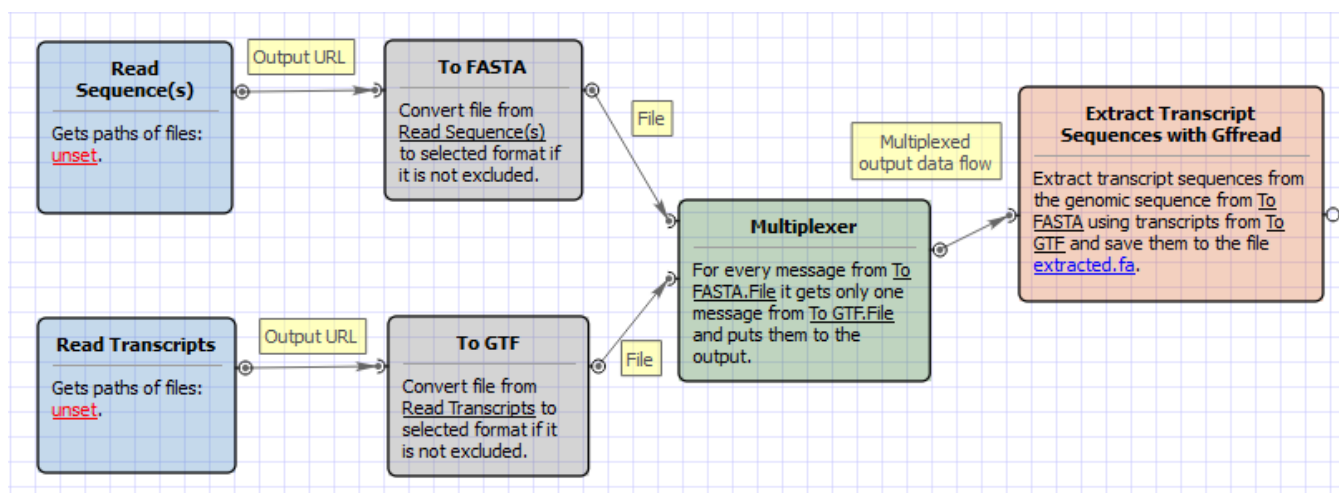 Read
Sequence(s)
Gets paths of files:
unset.
Output URL
To FASTA
Convert file from
Read Sequence(s)
to selected format if
it is not excluded.
File
Read Transcripts
Gets paths of files:
unset.
Output URL
To GTF
Convert file from
Read Transcripts to
selected format if it
is not excluded.
File
Multiplexer
For every message from To
FASTA.File it gets only one
message from To GTF.File
and puts them to the
output.
Multiplexed
output data flow
Extract Transcript
Sequences with Gffread
Extract transcript sequences from
the genomic sequence from To
FASTA using transcripts from To
GTF and save them to the file
extracted.fa.